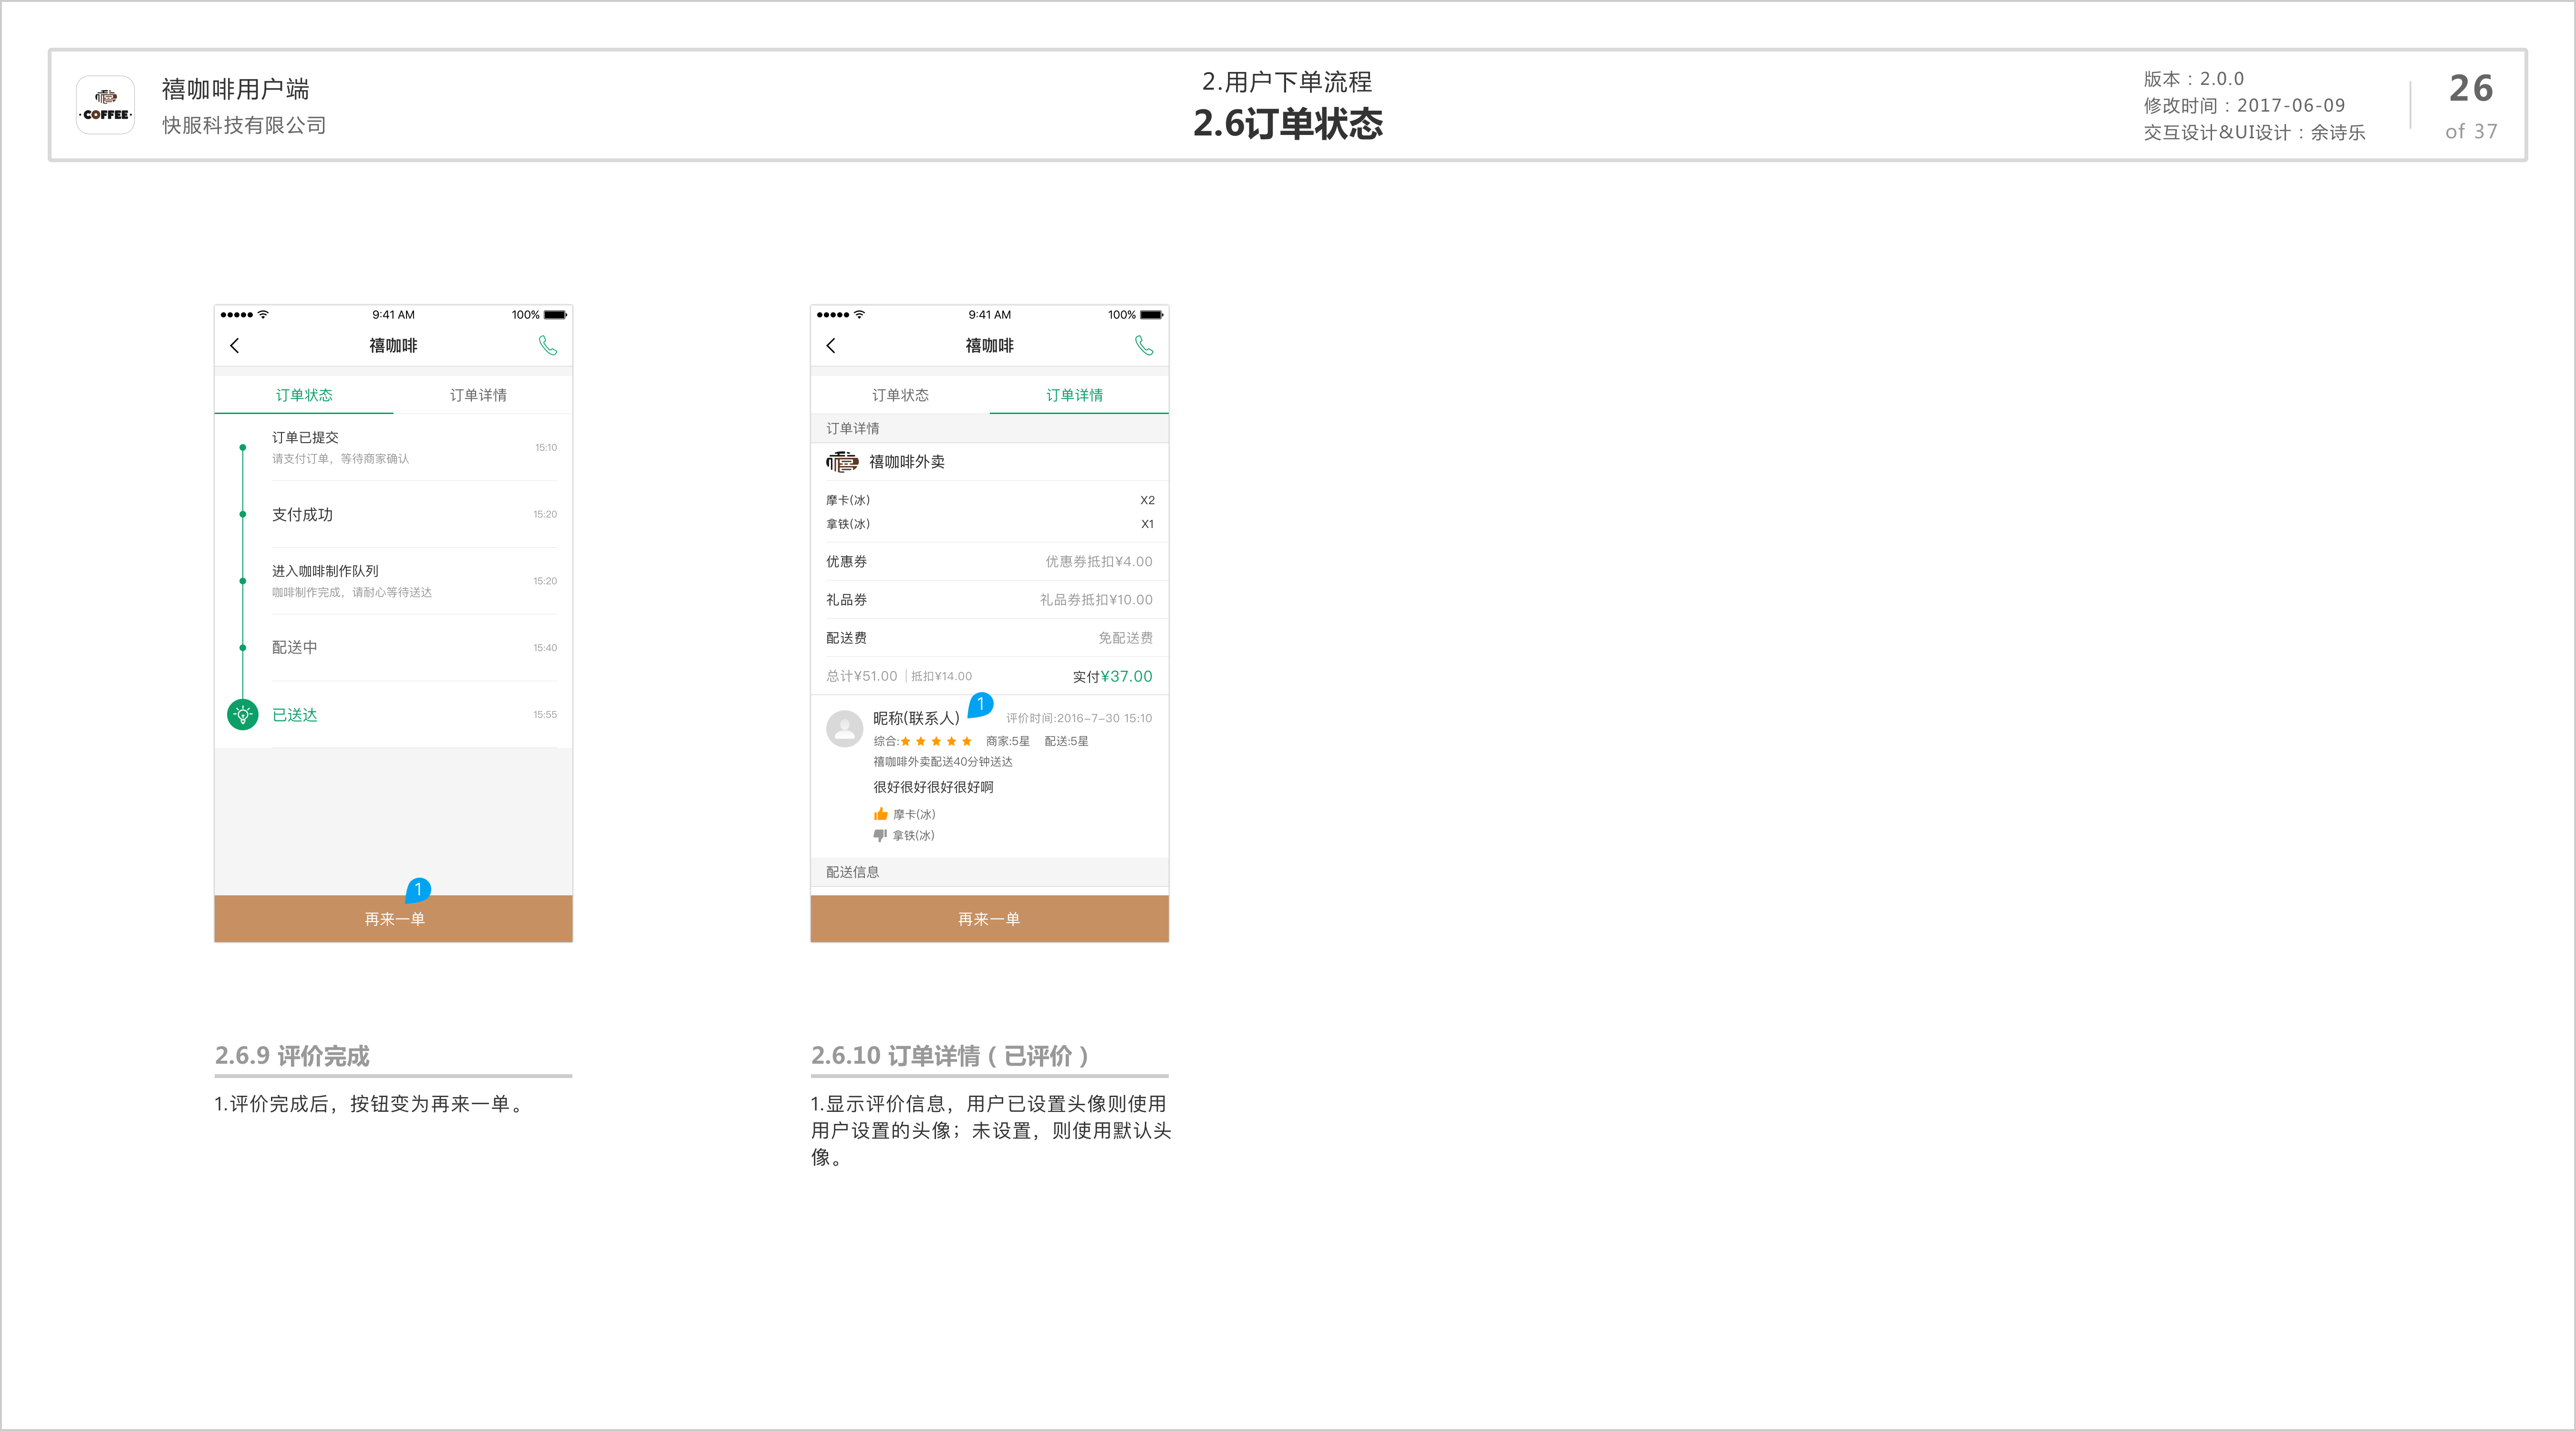 COFFEE
禧咖啡用户端
快服科技有限公司
2.用户下单流程
2.6订单状态
版本：2.0.0
修改时间：2017-06-09
交互设计&UI设计：余诗乐
26
of 37
9:41 AM
100%
禧咖啡
订单状态
订单详情
订单已提交
请支付订单，等待商家确认
15:10
支付成功
15:20
进入咖啡制作队列
咖啡制作完成，请耐心等待送达
15:20
配送中
15:40
已送达
15:55
1
再来一单
2.6.9 评价完成
1.评价完成后，按钮变为再来一单。
9:41 AM
100%
禧咖啡
订单状态
订单详情
订单详情
禧咖啡外卖
摩卡(冰)
X2
拿铁(冰)
X1
优惠券
优惠券抵扣¥4.00
礼品券
礼品券抵扣¥10.00
配送费
免配送费
总计¥51.00 | 抵扣¥14.00
实付¥37.00
1
昵称(联系人)
评价时间:2016-7-30 15:10
综合:★★★★★ 商家:5星 配送:5星
禧咖啡外卖配送40分钟送达
很好很好很好很好啊
摩卡(冰)
拿铁(冰)
配送信息
再来一单
2.6.10 订单详情（已评价）
1.显示评价信息，用户已设置头像则使用
用户设置的头像；未设置，则使用默认头
像。